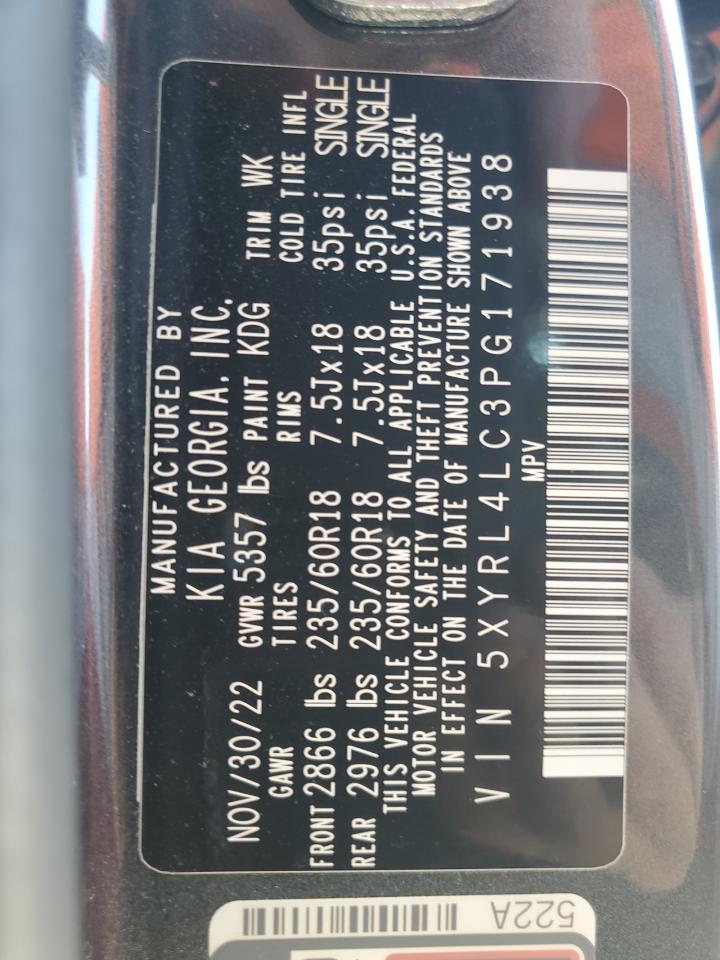 MANUFACTURED BY
KIA GEORGIA, INC.
NOV/30/22 GVWR 5357 lbs PAINT KDG TRIM WK
GAWR TIRES RIMS COLD TIRE INFL
FRONT 2866 lbs 235/60R18 7.5Jx18 35psi SINGLE
REAR 2976 lbs 235/60R18 7.5Jx18 35psi SINGLE
THIS VEHICLE CONFORMS TO ALL APPLICABLE U.S.A. FEDERAL
MOTOR VEHICLE SAFETY AND THEFT PREVENTION STANDARDS
IN EFFECT ON THE DATE OF MANUFACTURE SHOWN ABOVE
VIN 5XYRL4LC3PG171938
MPV
522A